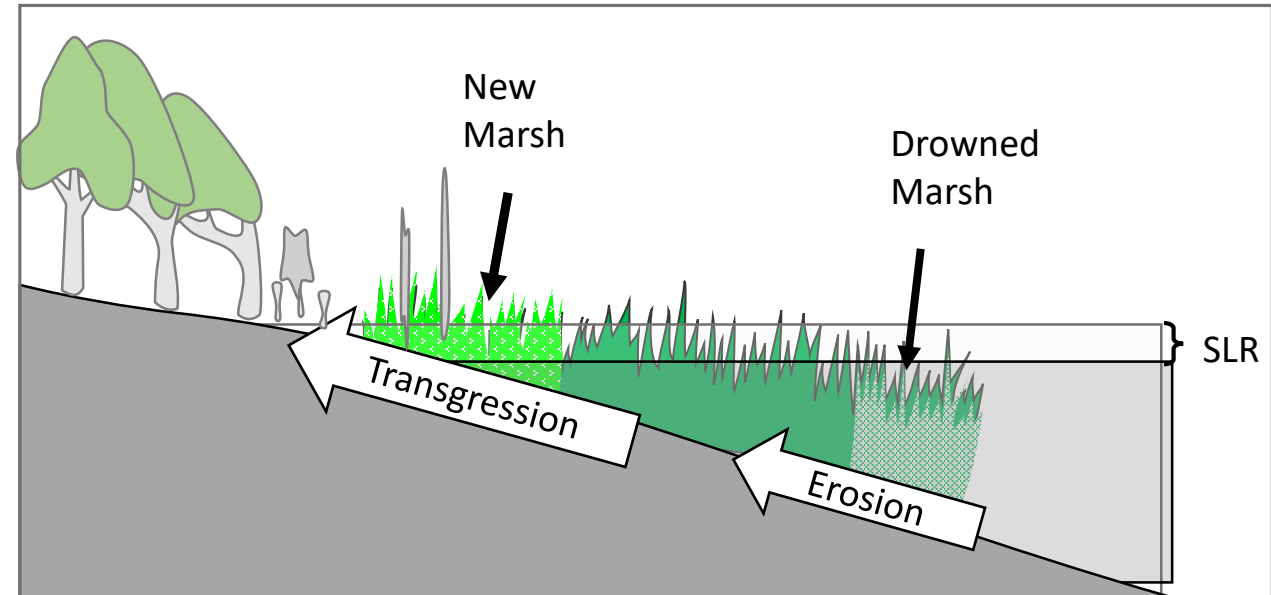 New
Marsh
Drowned
Marsh
SLR
Transgression
Erosion